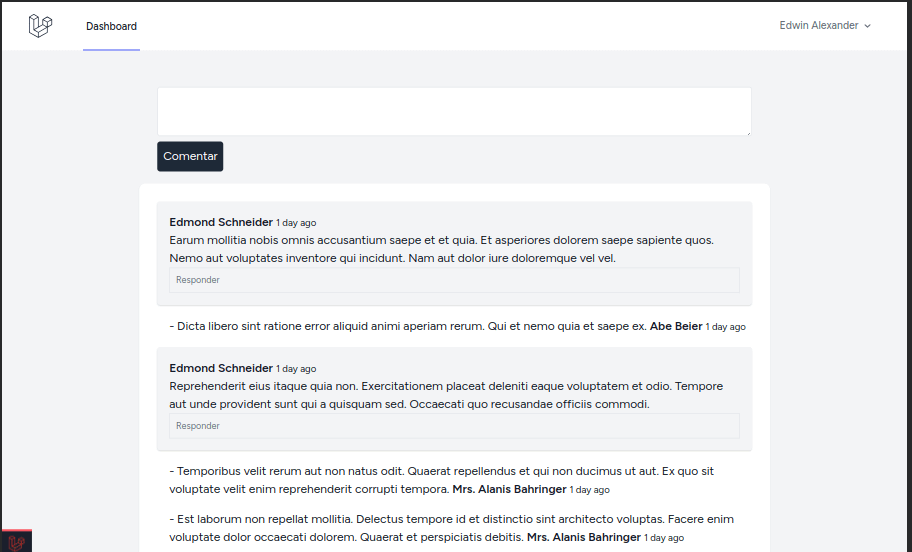 Dashboard
Edwin Alexander
Comentar
Edmond Schneider 1 day ago
Earum mollitia nobis omnis accusantium saepe et et quia. Et asperiores dolorem saepe sapiente quos.
Nemo aut voluptates inventore qui incidunt. Nam aut dolor iure doloremque vel vel.
Responder
- Dicta libero sint ratione error aliquid animi aperiam rerum. Qui et nemo quia et saepe ex. Abe Beier 1 day ago
Edmond Schneider 1 day ago
Reprehenderit eius itaque quia non. Exercitationem placeat deleniti eaque voluptatem et odio. Tempore
aut unde provident sunt qui a quisquam sed. Occaecati quo recusandae officiis commodi.
Responder
- Temporibus velit rerum aut non natus odit. Quaerat repellendus et qui non ducimus ut aut. Ex quo sit
voluptate velit enim reprehenderit corrupti tempora. Mrs. Alanis Bahringer 1 day ago
- Est laborum non repellat mollitia. Delectus tempore id et distinctio sint architecto voluptas. Facere enim
voluptate dolor occaecati dolorem. Quaerat et perspiciatis debitis. Mrs. Alanis Bahringer 1 day ago